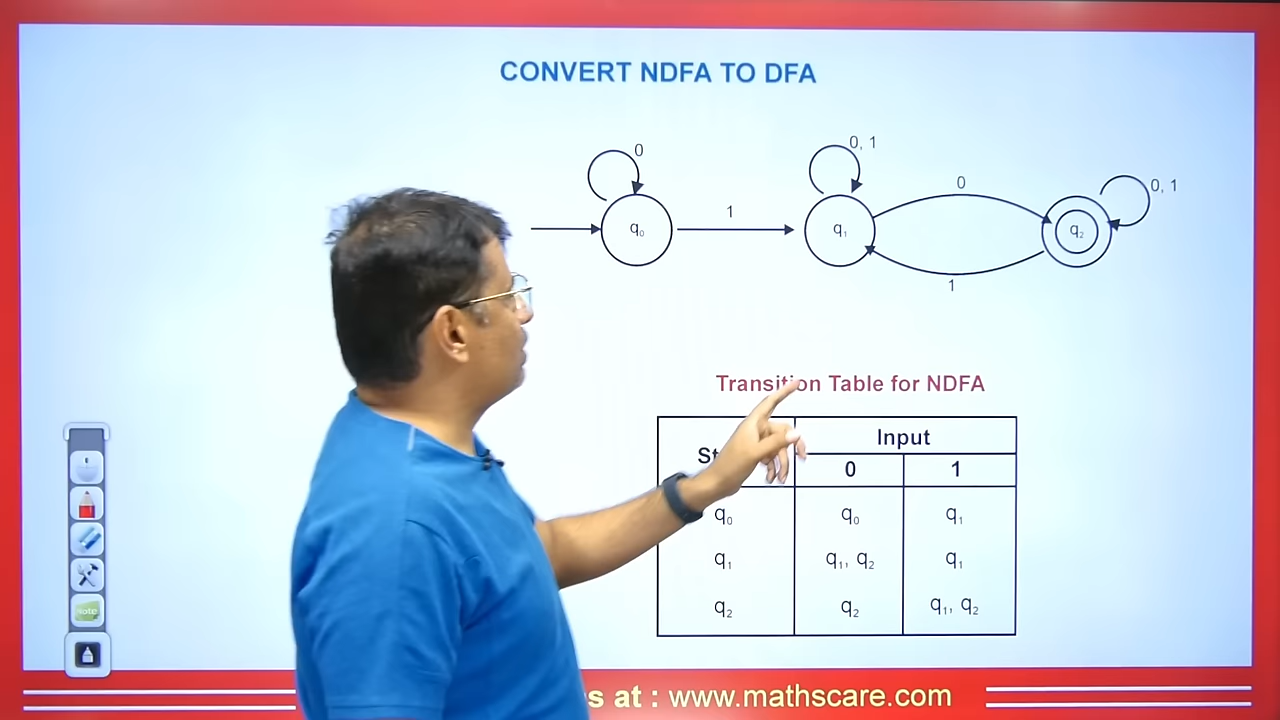 CONVERT NDFA TO DFA
0
0, 1
0
0, 1
1
q₀
q₁
q₂
1
Transition Table for NDFA
Input
0 1
q₀ q₀ q₁
q₁ q₁, q₂ q₁
q₂ q₂ q₁, q₂
Note
at : www.mathscare.com